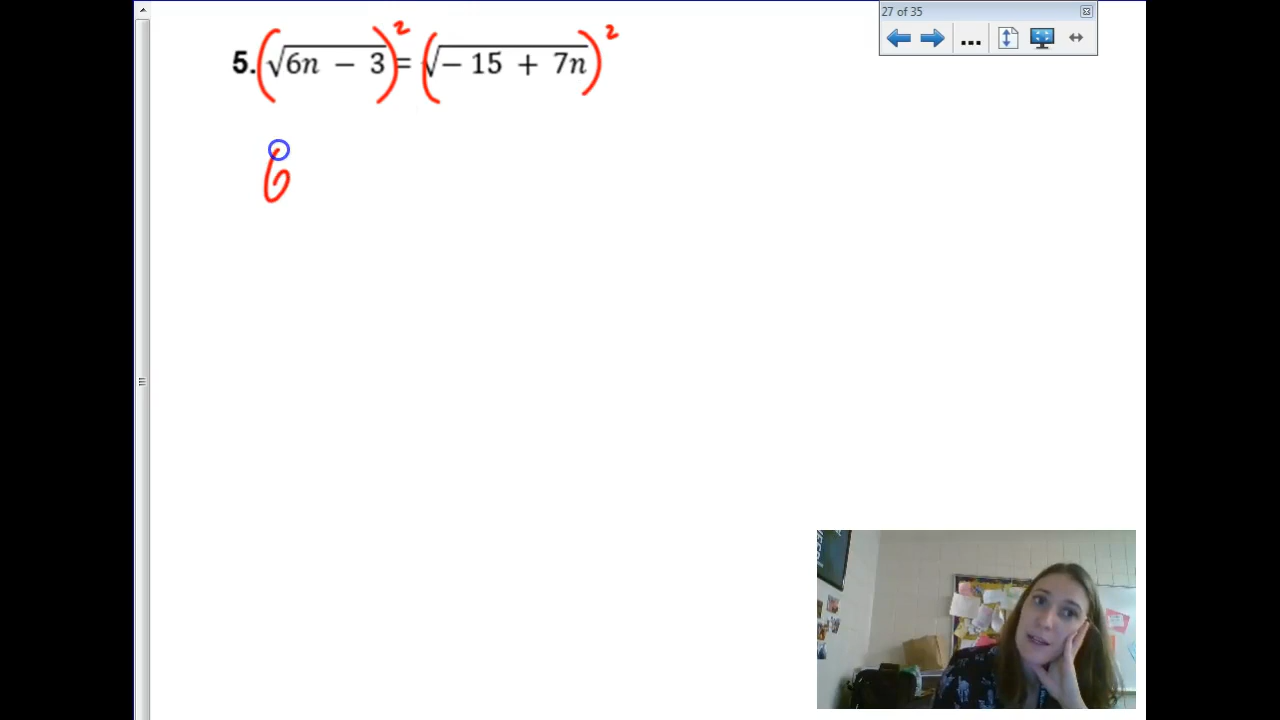 27 of 35
5. (√6n − 3)² = (√− 15 + 7n)²
6